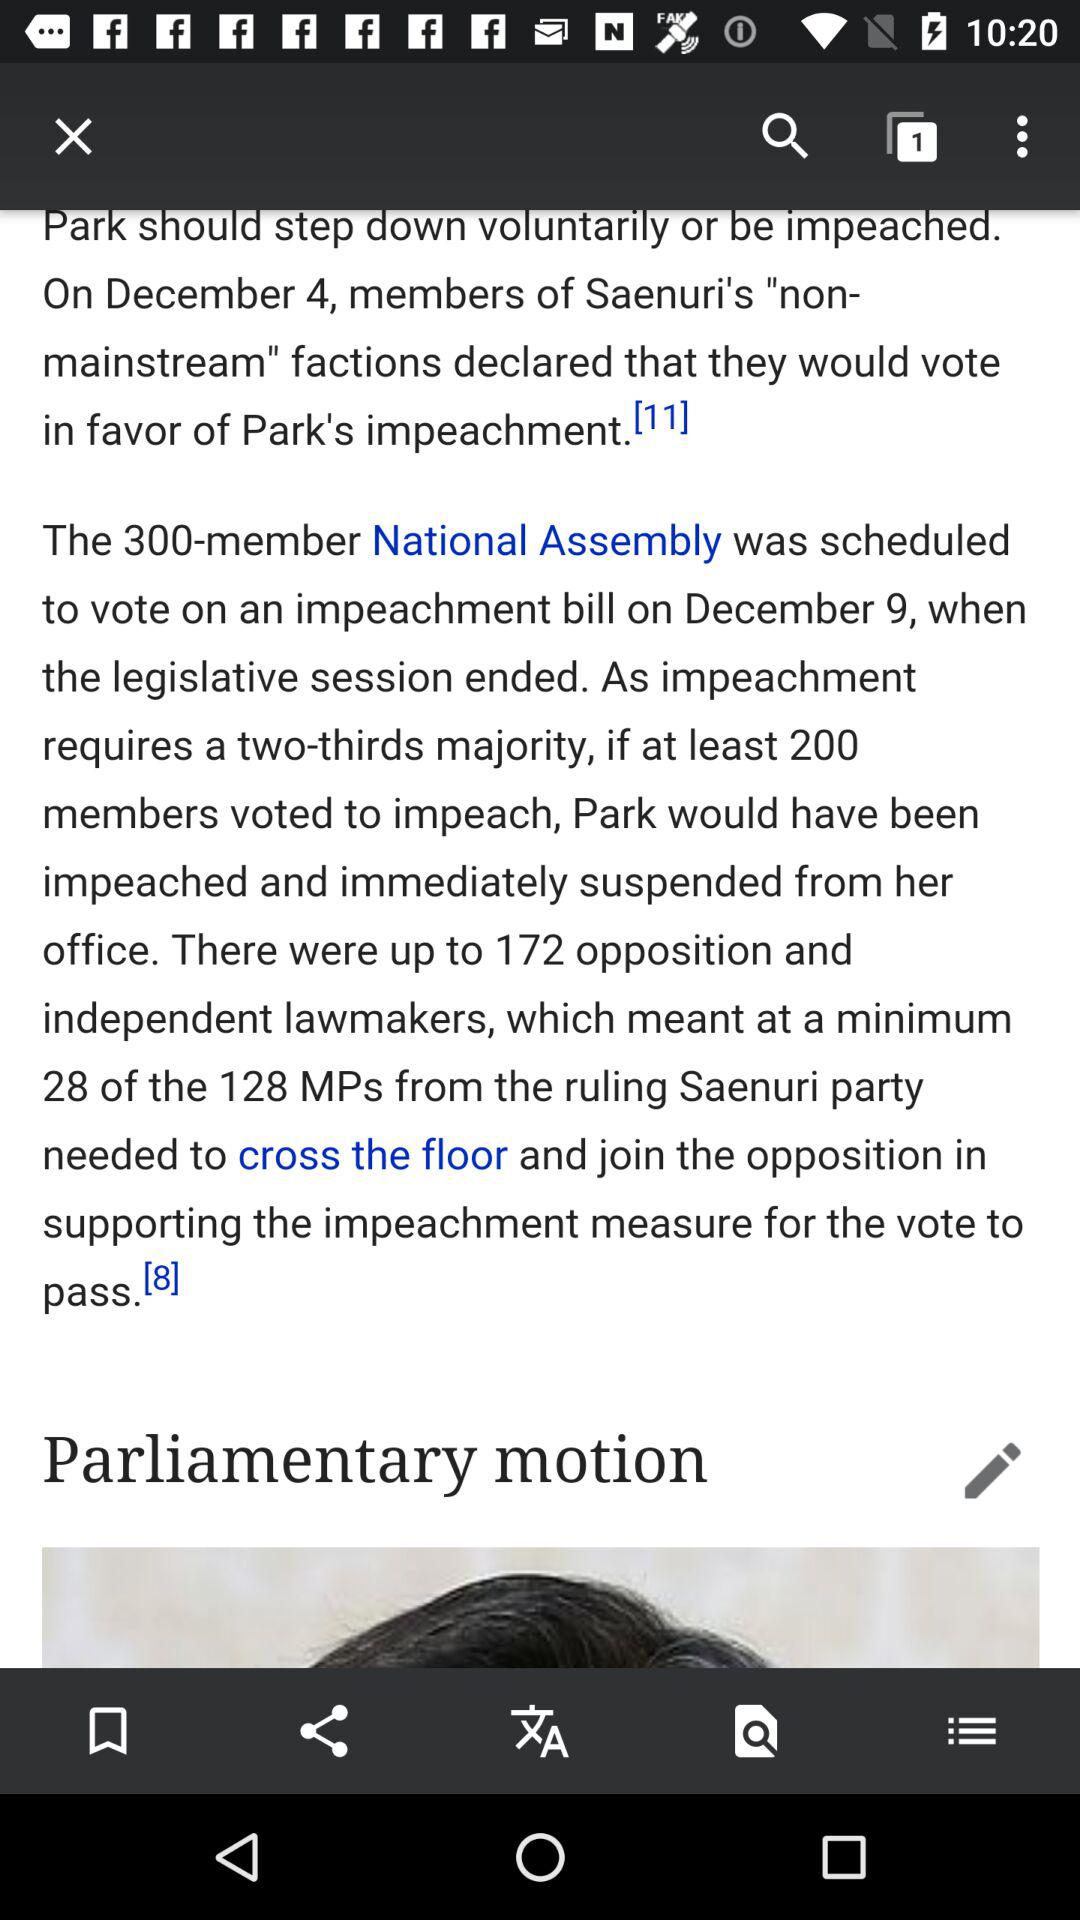 FAKE
10:20
1
Park should step down voluntarily or be impeached.
On December 4, members of Saenuri's "non-
mainstream" factions declared that they would vote
in favor of Park's impeachment.[11]
The 300-member National Assembly was scheduled
to vote on an impeachment bill on December 9, when
the legislative session ended. As impeachment
requires a two-thirds majority, if at least 200
members voted to impeach, Park would have been
impeached and immediately suspended from her
office. There were up to 172 opposition and
independent lawmakers, which meant at a minimum
28 of the 128 MPs from the ruling Saenuri party
needed to cross the floor and join the opposition in
supporting the impeachment measure for the vote to
pass.[8]
Parliamentary motion